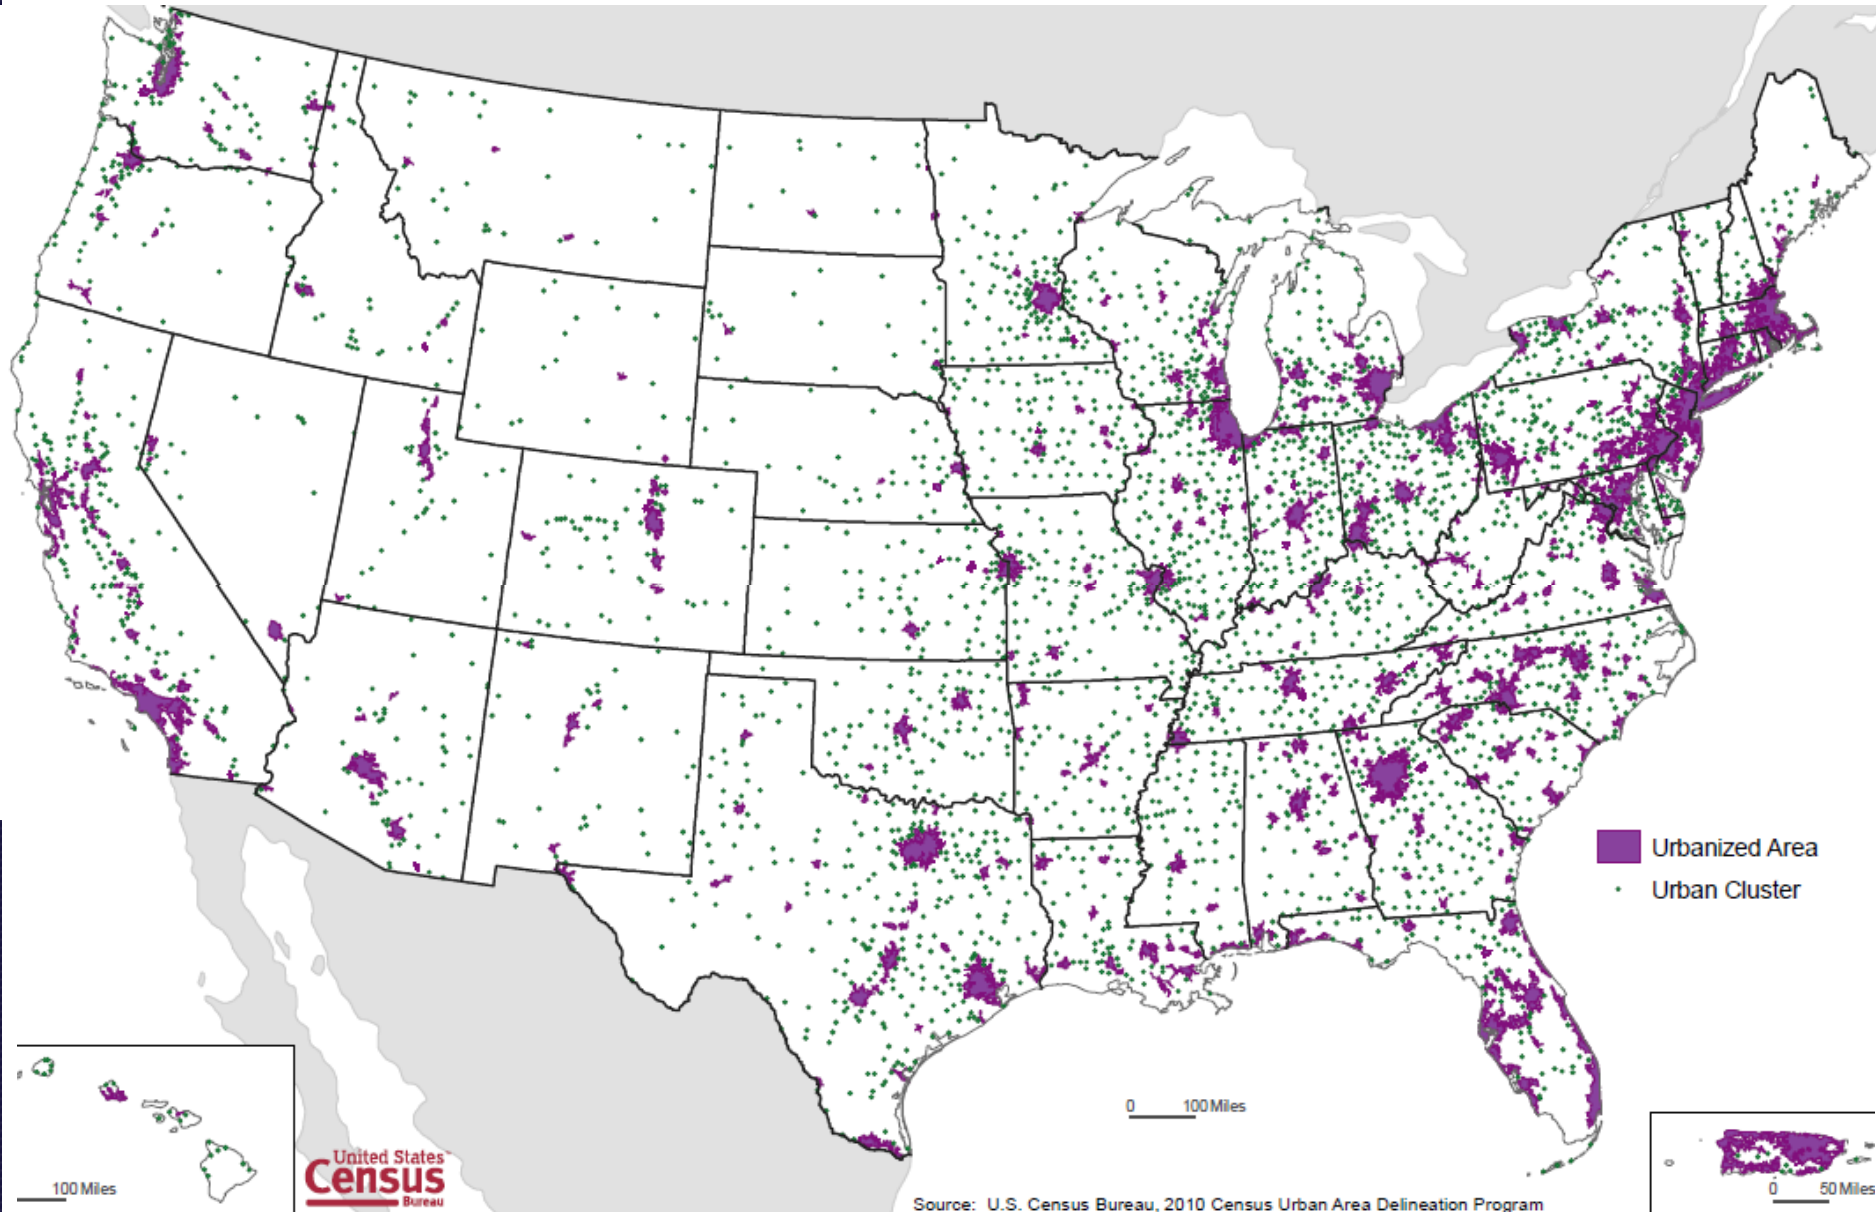 Urbanized Area
Urban Cluster
0 100 Miles
100 Miles
United States
Census
Bureau
0 50 Miles
Source: U.S. Census Bureau, 2010 Census Urban Area Delineation Program